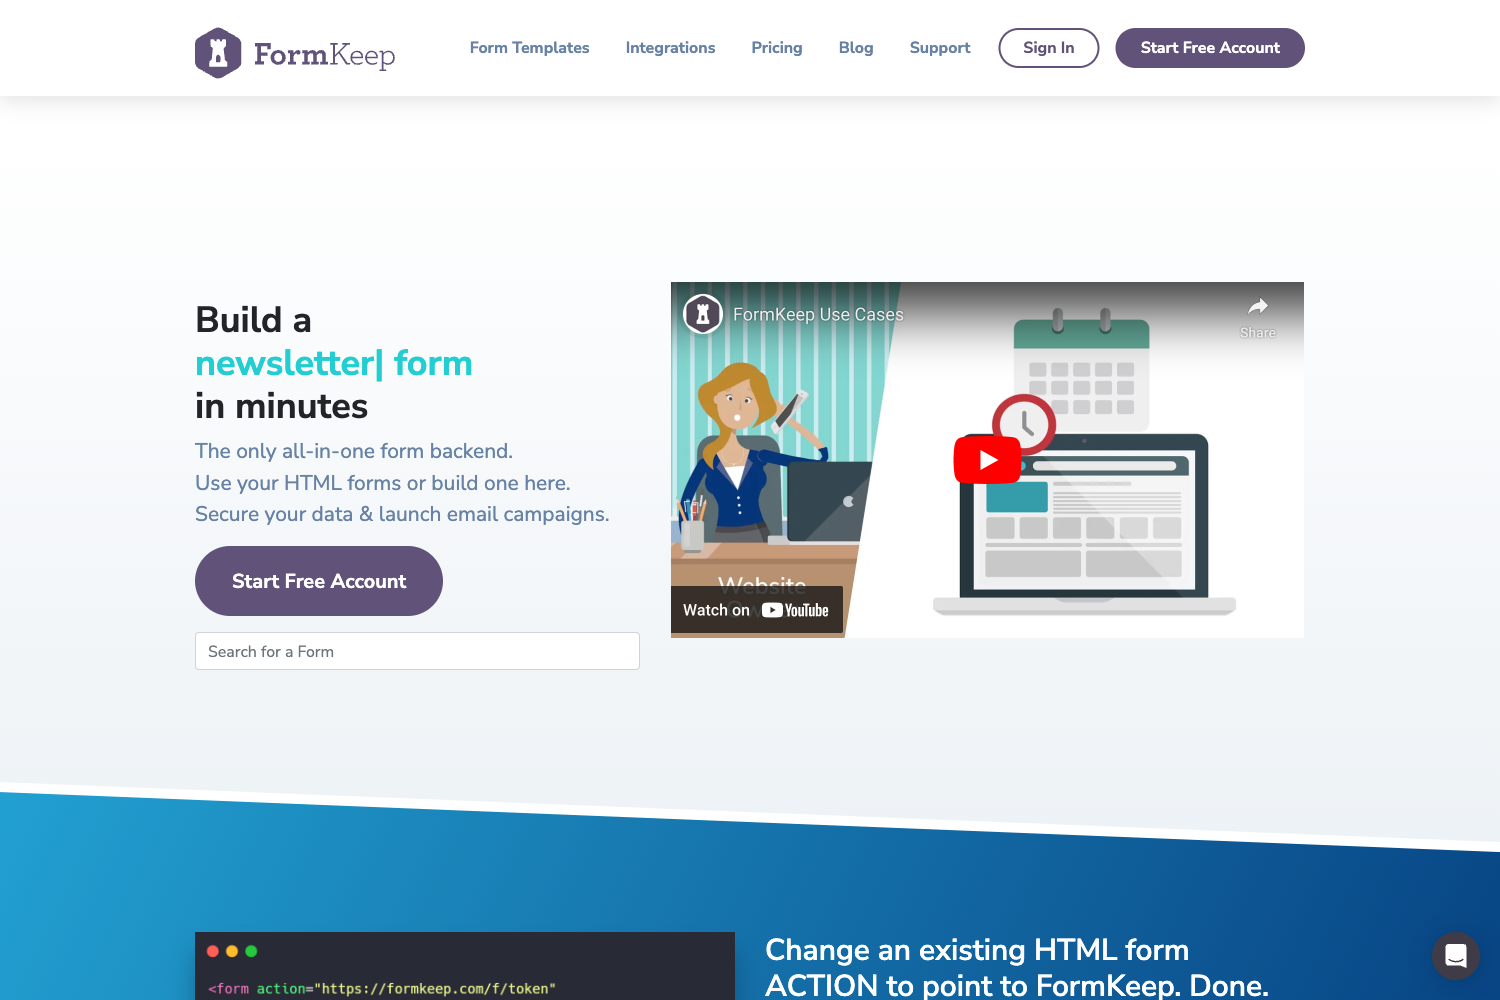 FormKeep
Form Templates
Integrations
Pricing
Blog
Support
Sign In
Start Free Account
Build a
newsletter| form
in minutes
The only all-in-one form backend.
Use your HTML forms or build one here.
Secure your data & launch email campaigns.
Start Free Account
Search for a Form
FormKeep Use Cases
Share
Website
Watch on YouTube
<form action="https://formkeep.com/f/token"
Change an existing HTML form
ACTION to point to FormKeep. Done.